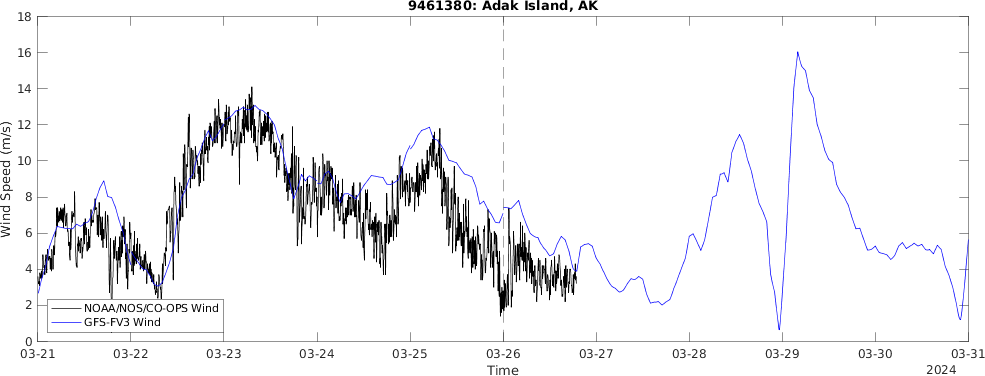 9461380: Adak Island, AK
Wind Speed (m/s)
18
16
14
12
10
8
6
4
2
0
NOAA/NOS/CO-OPS Wind
GFS-FV3 Wind
03-21 03-22 03-23 03-24 03-25 03-26 03-27 03-28 03-29 03-30 03-31
Time
2024